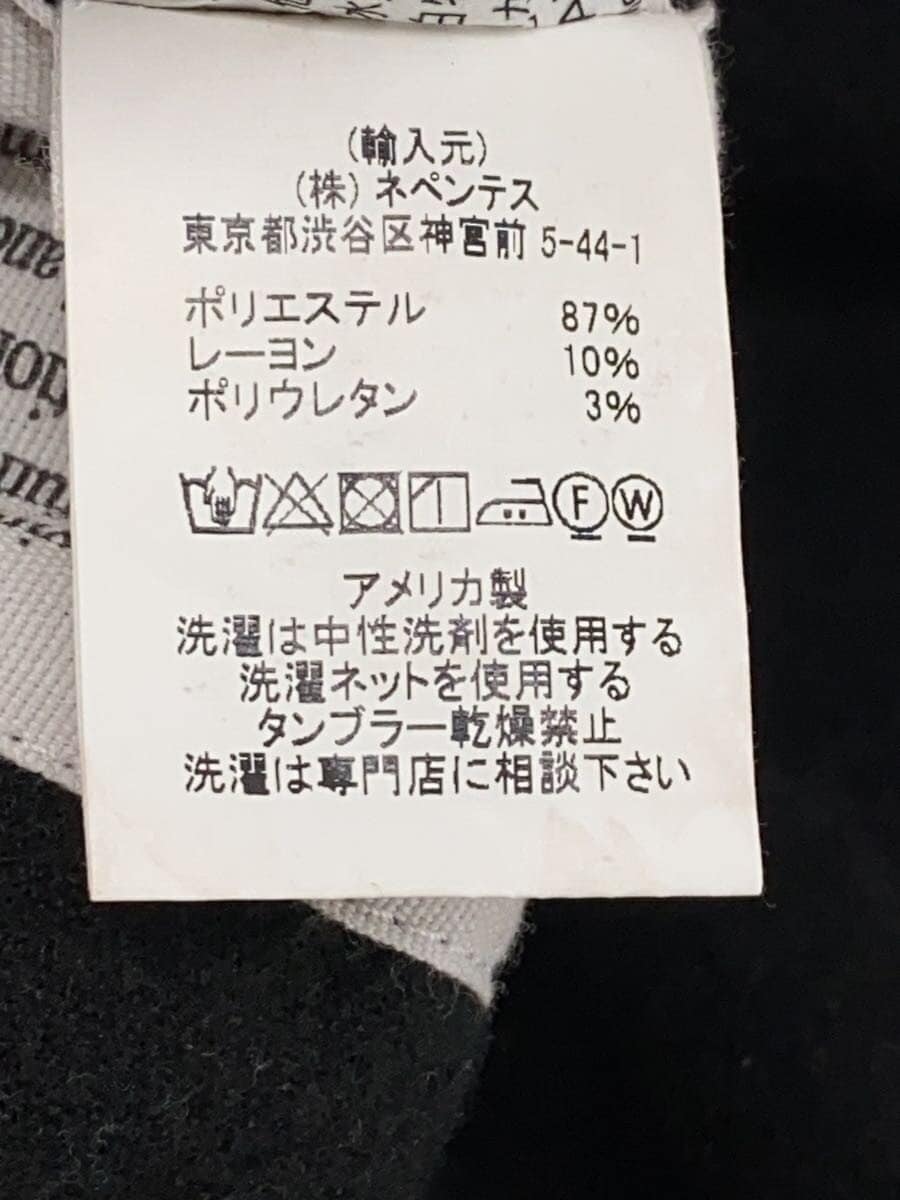 (輸入元)
(株) ネペンテス
東京都渋谷区神宮前 5-44-1
ポリエステル 87%
レーヨン 10%
ポリウレタン 3%
F W
アメリカ製
洗濯は中性洗剤を使用する
洗濯ネットを使用する
タンブラー乾燥禁止
洗濯は専門店に相談下さい